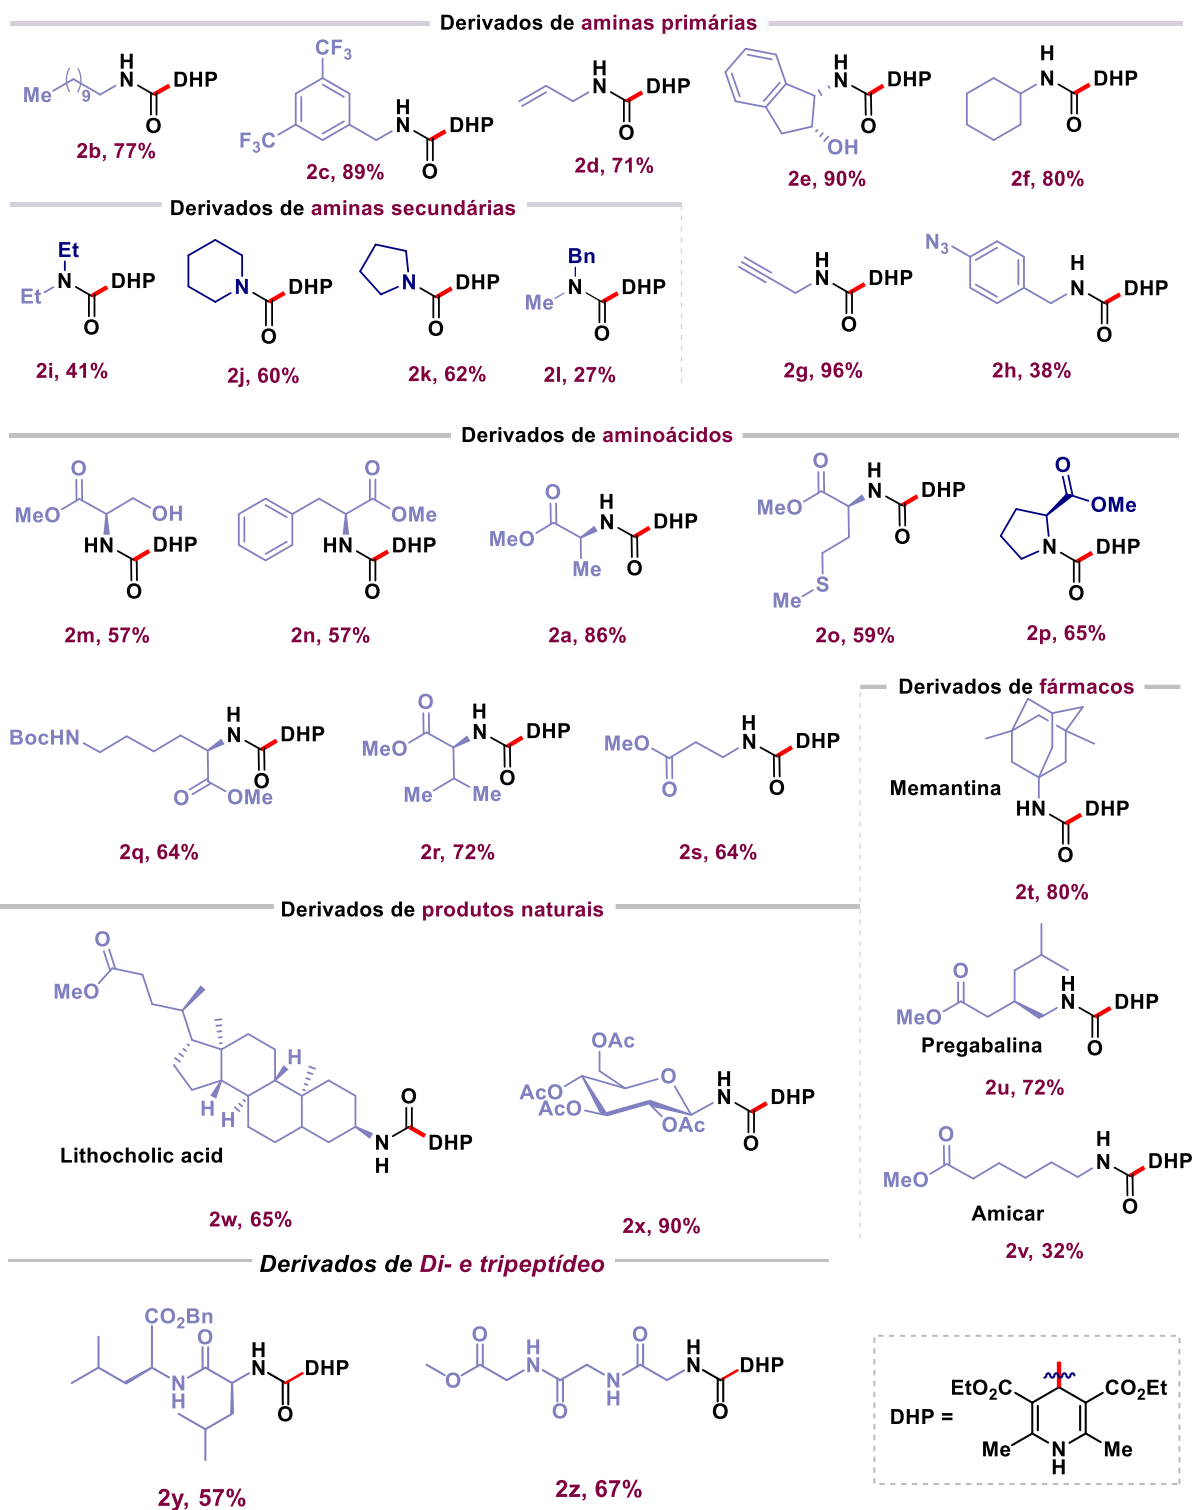 Derivados de aminas primárias
Me
9
H
N
DHP
O
2b, 77%
CF3
F3C
HN
DHP
O
2c, 89%
H
N
DHP
O
2d, 71%
HN
DHP
O
OH
2e, 90%
H
N
DHP
O
2f, 80%
Derivados de aminas secundárias
Et
N
Et
DHP
O
2i, 41%
N
DHP
O
2j, 60%
N
DHP
O
2k, 62%
Bn
N
Me
DHP
O
2l, 27%
H
N
DHP
O
2g, 96%
N3
HN
DHP
O
2h, 38%
Derivados de aminoácidos
O
MeO
OH
HN
DHP
O
2m, 57%
O
OMe
HN
DHP
O
2n, 57%
O
MeO
H
N
Me
DHP
O
2a, 86%
O
MeO
H
N
DHP
O
S
Me
2o, 59%
O
OMe
N
DHP
O
2p, 65%
BocHN
H
N
DHP
O
O
OMe
2q, 64%
O
MeO
H
N
DHP
O
Me
Me
2r, 72%
MeO
O
H
N
DHP
O
2s, 64%
Derivados de fármacos
Memantina
HN
DHP
O
2t, 80%
O
MeO
H
N
DHP
O
Pregabalina
2u, 72%
O
MeO
H
N
DHP
O
Amicar
2v, 32%
Derivados de produtos naturais
O
MeO
H
H
H
O
N
H
DHP
Lithocholic acid
2w, 65%
OAc
AcO
AcO
O
OAc
H
N
DHP
O
2x, 90%
Derivados de Di- e tripeptídeo
CO2Bn
O
N
H
H
N
DHP
O
2y, 57%
O
O
H
N
O
N
H
O
H
N
DHP
O
2z, 67%
EtO2C
CO2Et
DHP =
Me
N
H
Me